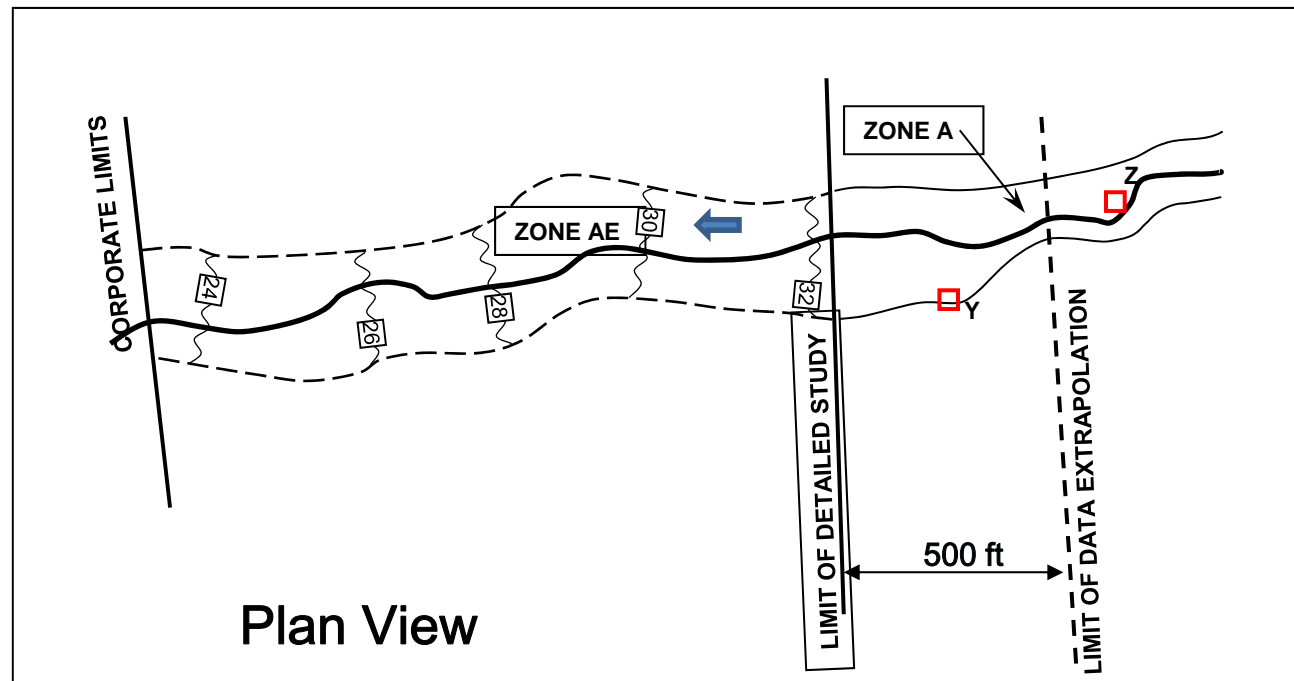 CORPORATE LIMITS
24
26
28
ZONE AE
30
32
LIMIT OF DETAILED STUDY
ZONE A
Z
Y
500 ft
LIMIT OF DATA EXTRAPOLATION
Plan View